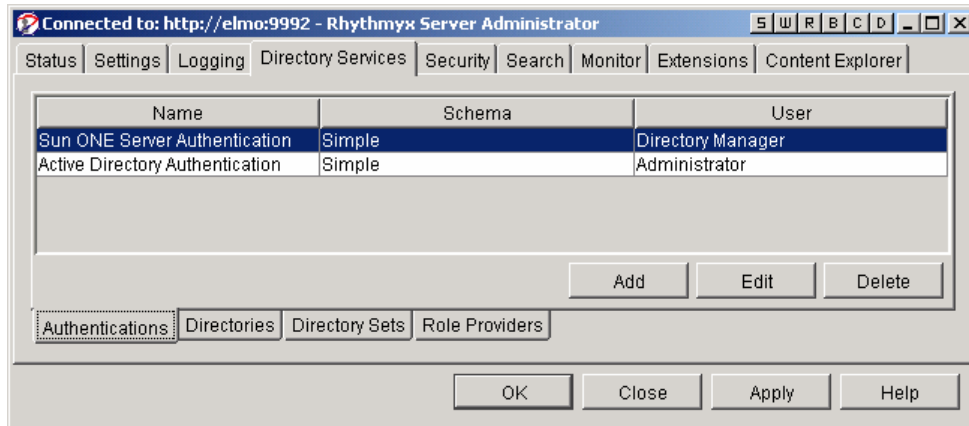 Connected to: http://elmo:9992 - Rhythmyx Server Administrator S W R B C D
Status Settings Logging Directory Services Security Search Monitor Extensions Content Explorer
Name Schema User
Sun ONE Server Authentication Simple Directory Manager
Active Directory Authentication Simple Administrator
Add Edit Delete
Authentications Directories Directory Sets Role Providers
OK Close Apply Help